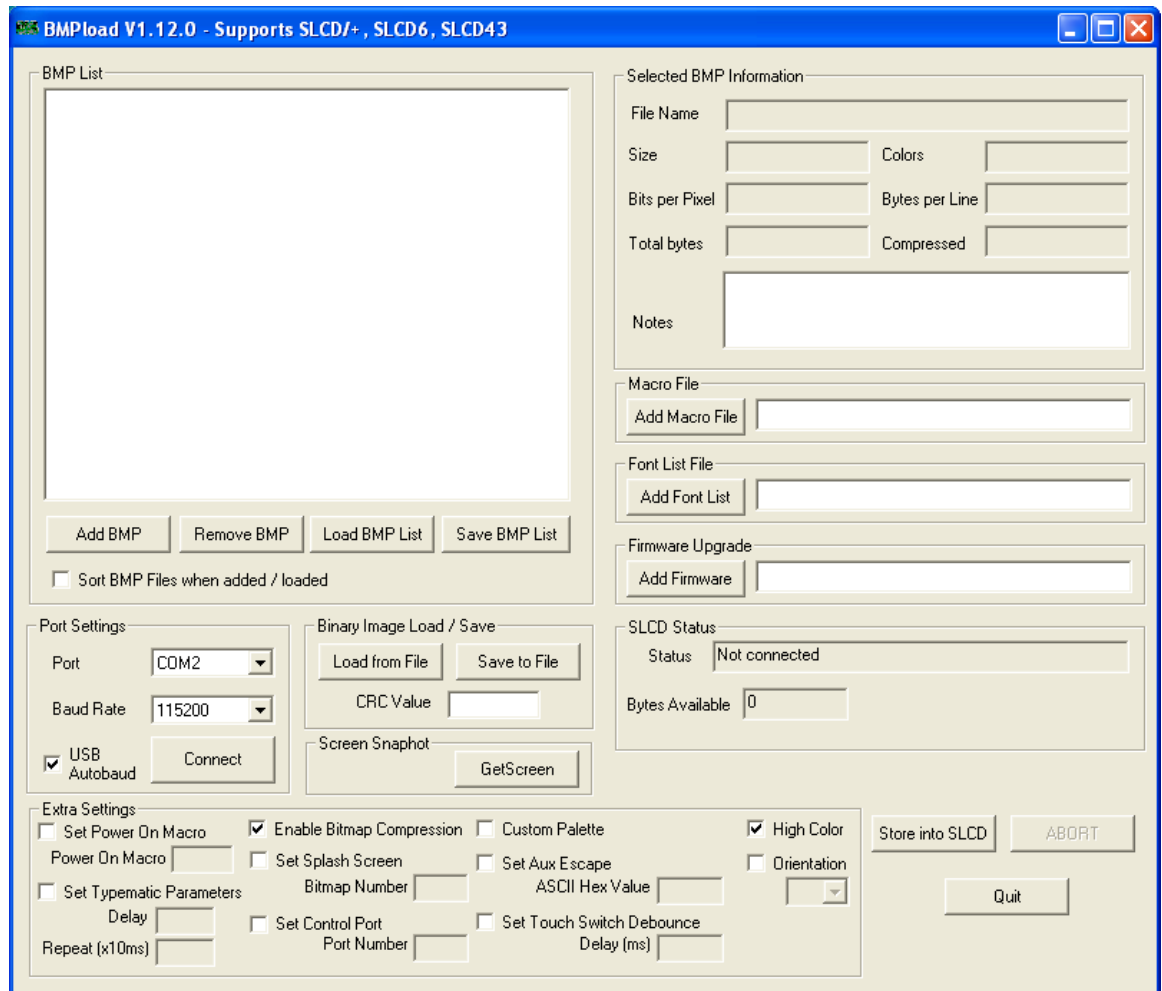 BMPload V1.12.0 - Supports SLCD/+, SLCD6, SLCD43
BMP List
Add BMP Remove BMP Load BMP List Save BMP List
Sort BMP Files when added / loaded
Selected BMP Information
File Name
Size Colors
Bits per Pixel Bytes per Line
Total bytes Compressed
Notes
Macro File
Add Macro File
Font List File
Add Font List
Firmware Upgrade
Add Firmware
Port Settings
Port COM2
Baud Rate 115200
USB
Autobaud
Connect
Binary Image Load / Save
Load from File Save to File
CRC Value
Screen Snaphot
GetScreen
SLCD Status
Status Not connected
Bytes Available 0
Extra Settings
Set Power On Macro
Power On Macro
Set Typematic Parameters
Delay
Repeat (x10ms)
Enable Bitmap Compression
Set Splash Screen
Bitmap Number
Set Control Port
Port Number
Custom Palette
Set Aux Escape
ASCII Hex Value
Set Touch Switch Debounce
Delay (ms)
High Color
Orientation
Store into SLCD ABORT
Quit